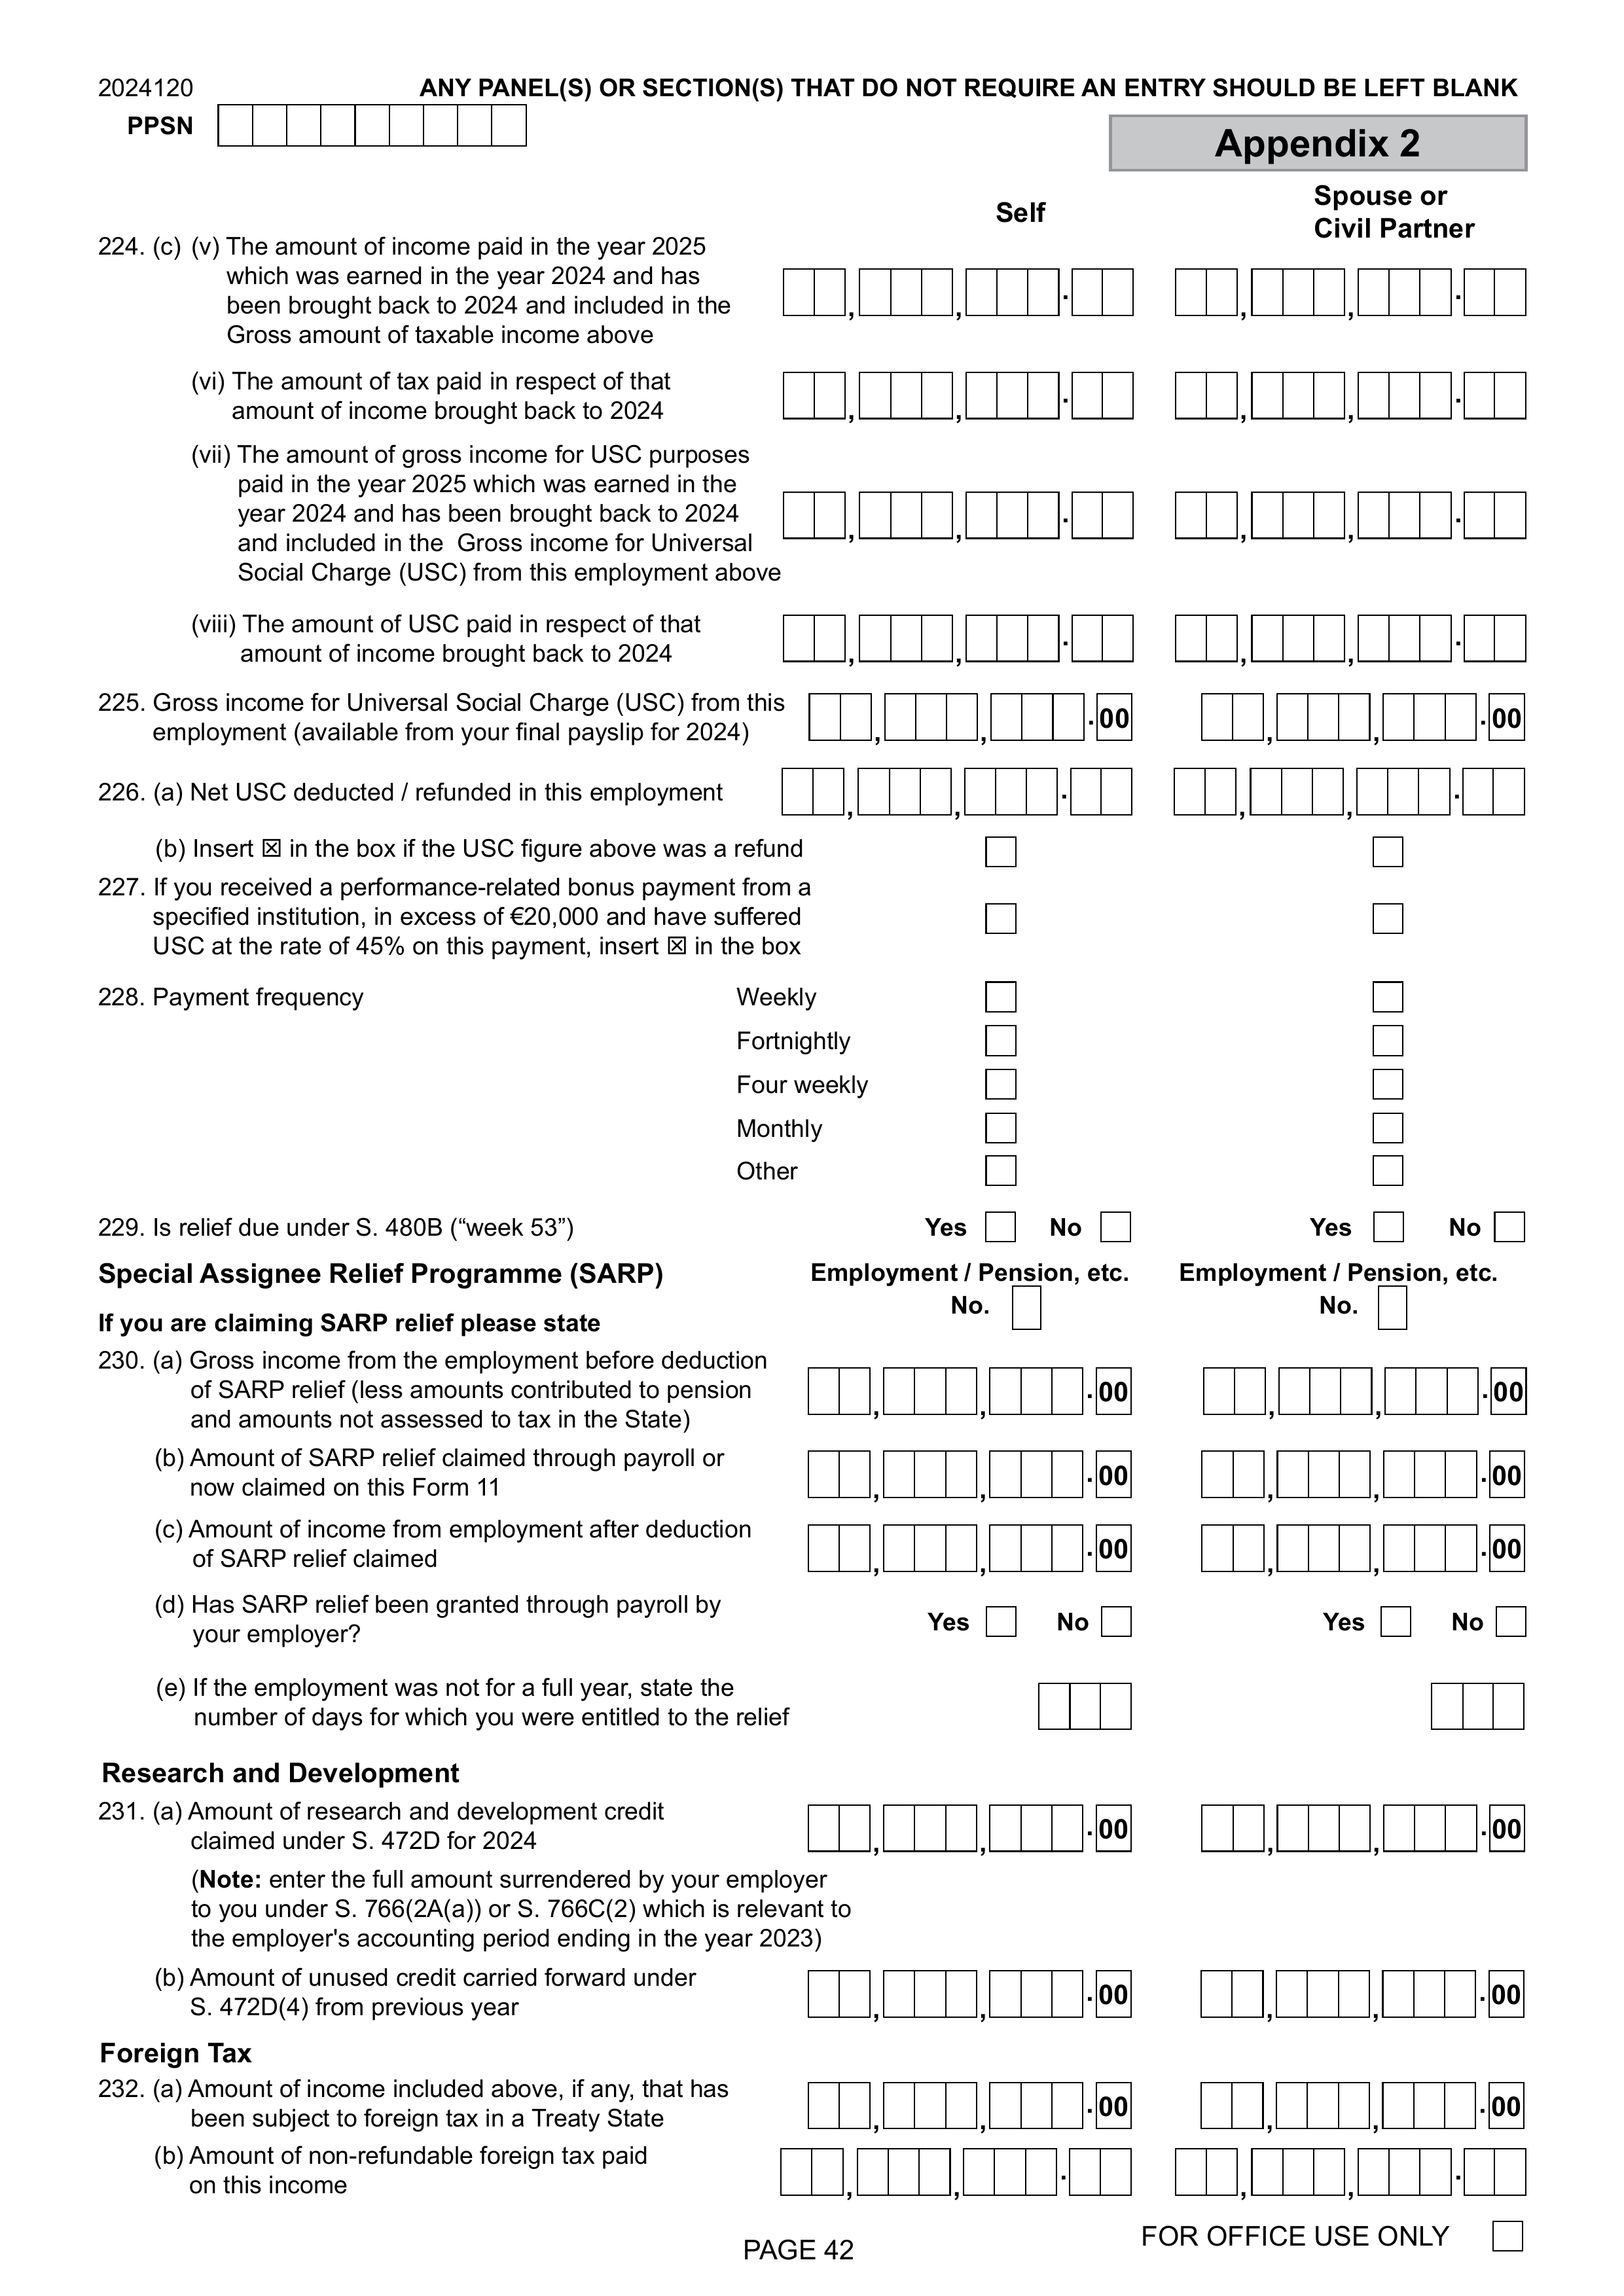 2024120
ANY PANEL(S) OR SECTION(S) THAT DO NOT REQUIRE AN ENTRY SHOULD BE LEFT BLANK
PPSN
Appendix 2
Self
Spouse or
Civil Partner
224. (c) (v) The amount of income paid in the year 2025
which was earned in the year 2024 and has
been brought back to 2024 and included in the
Gross amount of taxable income above
, , . , , .
(vi) The amount of tax paid in respect of that
amount of income brought back to 2024
, , . , , .
(vii) The amount of gross income for USC purposes
paid in the year 2025 which was earned in the
year 2024 and has been brought back to 2024
and included in the Gross income for Universal
Social Charge (USC) from this employment above
, , . , , .
(viii) The amount of USC paid in respect of that
amount of income brought back to 2024
, , . , , .
225. Gross income for Universal Social Charge (USC) from this
employment (available from your final payslip for 2024)
, , .00 , , .00
226. (a) Net USC deducted / refunded in this employment
, , . , , .
(b) Insert ☒ in the box if the USC figure above was a refund
227. If you received a performance-related bonus payment from a
specified institution, in excess of €20,000 and have suffered
USC at the rate of 45% on this payment, insert ☒ in the box
228. Payment frequency
Weekly
Fortnightly
Four weekly
Monthly
Other
229. Is relief due under S. 480B (“week 53”) Yes No Yes No
Special Assignee Relief Programme (SARP)
Employment / Pension, etc. Employment / Pension, etc.
No. No.
If you are claiming SARP relief please state
230. (a) Gross income from the employment before deduction
of SARP relief (less amounts contributed to pension
and amounts not assessed to tax in the State)
, , .00 , , .00
(b) Amount of SARP relief claimed through payroll or
now claimed on this Form 11
, , .00 , , .00
(c) Amount of income from employment after deduction
of SARP relief claimed
, , .00 , , .00
(d) Has SARP relief been granted through payroll by
your employer?
Yes No Yes No
(e) If the employment was not for a full year, state the
number of days for which you were entitled to the relief
Research and Development
231. (a) Amount of research and development credit
claimed under S. 472D for 2024
, , .00 , , .00
(Note: enter the full amount surrendered by your employer
to you under S. 766(2A(a)) or S. 766C(2) which is relevant to
the employer's accounting period ending in the year 2023)
(b) Amount of unused credit carried forward under
S. 472D(4) from previous year
, , .00 , , .00
Foreign Tax
232. (a) Amount of income included above, if any, that has
been subject to foreign tax in a Treaty State
, , .00 , , .00
(b) Amount of non-refundable foreign tax paid
on this income
, , . , , .
PAGE 42
FOR OFFICE USE ONLY